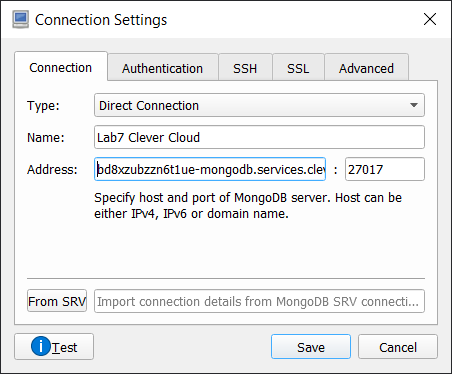 Connection Settings
Connection Authentication SSH SSL Advanced
Type: Direct Connection
Name: Lab7 Clever Cloud
Address: bd8xzubzzn6t1ue-mongodb.services.clev : 27017
Specify host and port of MongoDB server. Host can be
either IPv4, IPv6 or domain name.
From SRV Import connection details from MongoDB SRV connecti...
Test Save Cancel